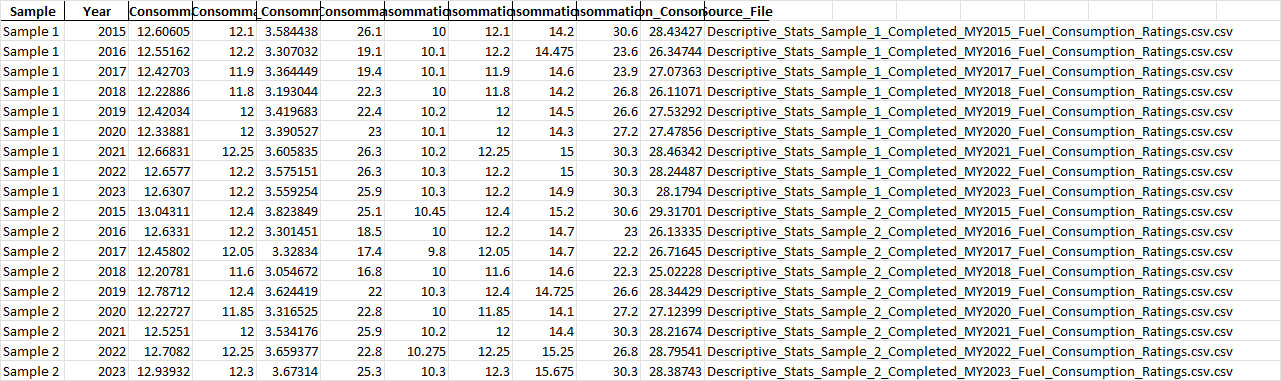 Sample Year Consomm Consomma _Consomm Consomma nsommation nsommation nsommation nsommation on_Conson Source_File
Sample 1 2015 12.60605 12.1 3.584438 26.1 10 12.1 14.2 30.6 28.43427 Descriptive_Stats_Sample_1_Completed_MY2015_Fuel_Consumption_Ratings.csv.csv
Sample 1 2016 12.55162 12.2 3.307032 19.1 10.1 12.2 14.475 23.6 26.34744 Descriptive_Stats_Sample_1_Completed_MY2016_Fuel_Consumption_Ratings.csv.csv
Sample 1 2017 12.42703 11.9 3.364449 19.4 10.1 11.9 14.6 23.9 27.07363 Descriptive_Stats_Sample_1_Completed_MY2017_Fuel_Consumption_Ratings.csv.csv
Sample 1 2018 12.22886 11.8 3.193044 22.3 10 11.8 14.2 26.8 26.11071 Descriptive_Stats_Sample_1_Completed_MY2018_Fuel_Consumption_Ratings.csv.csv
Sample 1 2019 12.42034 12 3.419683 22.4 10.2 12 14.5 26.6 27.53292 Descriptive_Stats_Sample_1_Completed_MY2019_Fuel_Consumption_Ratings.csv.csv
Sample 1 2020 12.33881 12 3.390527 23 10.1 12 14.3 27.2 27.47856 Descriptive_Stats_Sample_1_Completed_MY2020_Fuel_Consumption_Ratings.csv.csv
Sample 1 2021 12.66831 12.25 3.605835 26.3 10.2 12.25 15 30.3 28.46342 Descriptive_Stats_Sample_1_Completed_MY2021_Fuel_Consumption_Ratings.csv.csv
Sample 1 2022 12.6577 12.2 3.575151 26.3 10.3 12.2 15 30.3 28.24487 Descriptive_Stats_Sample_1_Completed_MY2022_Fuel_Consumption_Ratings.csv.csv
Sample 1 2023 12.6307 12.2 3.559254 25.9 10.3 12.2 14.9 30.3 28.1794 Descriptive_Stats_Sample_1_Completed_MY2023_Fuel_Consumption_Ratings.csv.csv
Sample 2 2015 13.04311 12.4 3.823849 25.1 10.45 12.4 15.2 30.6 29.31701 Descriptive_Stats_Sample_2_Completed_MY2015_Fuel_Consumption_Ratings.csv.csv
Sample 2 2016 12.6331 12.2 3.301451 18.5 10 12.2 14.7 23 26.13335 Descriptive_Stats_Sample_2_Completed_MY2016_Fuel_Consumption_Ratings.csv.csv
Sample 2 2017 12.45802 12.05 3.32834 17.4 9.8 12.05 14.7 22.2 26.71645 Descriptive_Stats_Sample_2_Completed_MY2017_Fuel_Consumption_Ratings.csv.csv
Sample 2 2018 12.20781 11.6 3.054672 16.8 10 11.6 14.6 22.3 25.02228 Descriptive_Stats_Sample_2_Completed_MY2018_Fuel_Consumption_Ratings.csv.csv
Sample 2 2019 12.78712 12.4 3.624419 22 10.3 12.4 14.725 26.6 28.34429 Descriptive_Stats_Sample_2_Completed_MY2019_Fuel_Consumption_Ratings.csv.csv
Sample 2 2020 12.22727 11.85 3.316525 22.8 10 11.85 14.1 27.2 27.12399 Descriptive_Stats_Sample_2_Completed_MY2020_Fuel_Consumption_Ratings.csv.csv
Sample 2 2021 12.5251 12 3.534176 25.9 10.2 12 14.4 30.3 28.21674 Descriptive_Stats_Sample_2_Completed_MY2021_Fuel_Consumption_Ratings.csv.csv
Sample 2 2022 12.7082 12.25 3.659377 22.8 10.275 12.25 15.25 26.8 28.79541 Descriptive_Stats_Sample_2_Completed_MY2022_Fuel_Consumption_Ratings.csv.csv
Sample 2 2023 12.93932 12.3 3.67314 25.3 10.3 12.3 15.675 30.3 28.38743 Descriptive_Stats_Sample_2_Completed_MY2023_Fuel_Consumption_Ratings.csv.csv